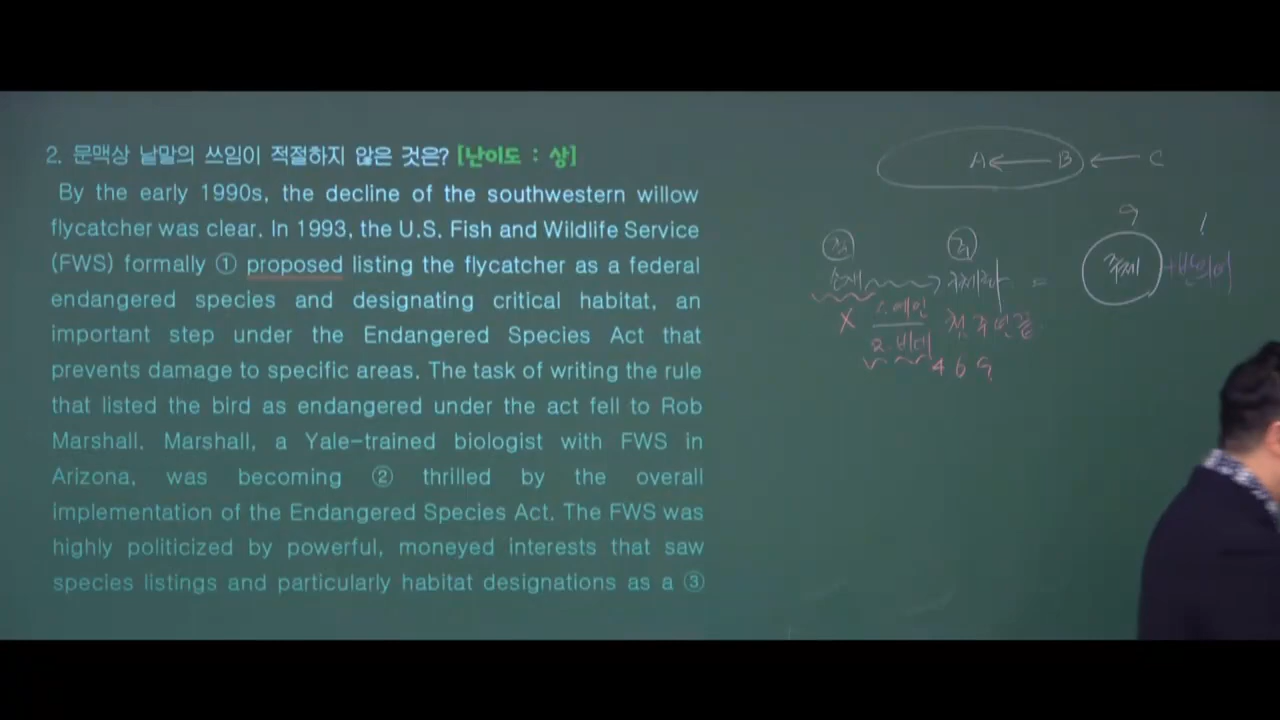 2. 문맥상 낱말의 쓰임이 적절하지 않은 것은? [난이도 : 상]
By the early 1990s, the decline of the southwestern willow
flycatcher was clear. In 1993, the U.S. Fish and Wildlife Service
(FWS) formally ① proposed listing the flycatcher as a federal
endangered species and designating critical habitat, an
important step under the Endangered Species Act that
prevents damage to specific areas. The task of writing the rule
that listed the bird as endangered under the act fell to Rob
Marshall. Marshall, a Yale-trained biologist with FWS in
Arizona, was becoming ② thrilled by the overall
implementation of the Endangered Species Act. The FWS was
highly politicized by powerful, moneyed interests that saw
species listings and particularly habitat designations as a ③
A ← B ← C
주제
X
4 6 9